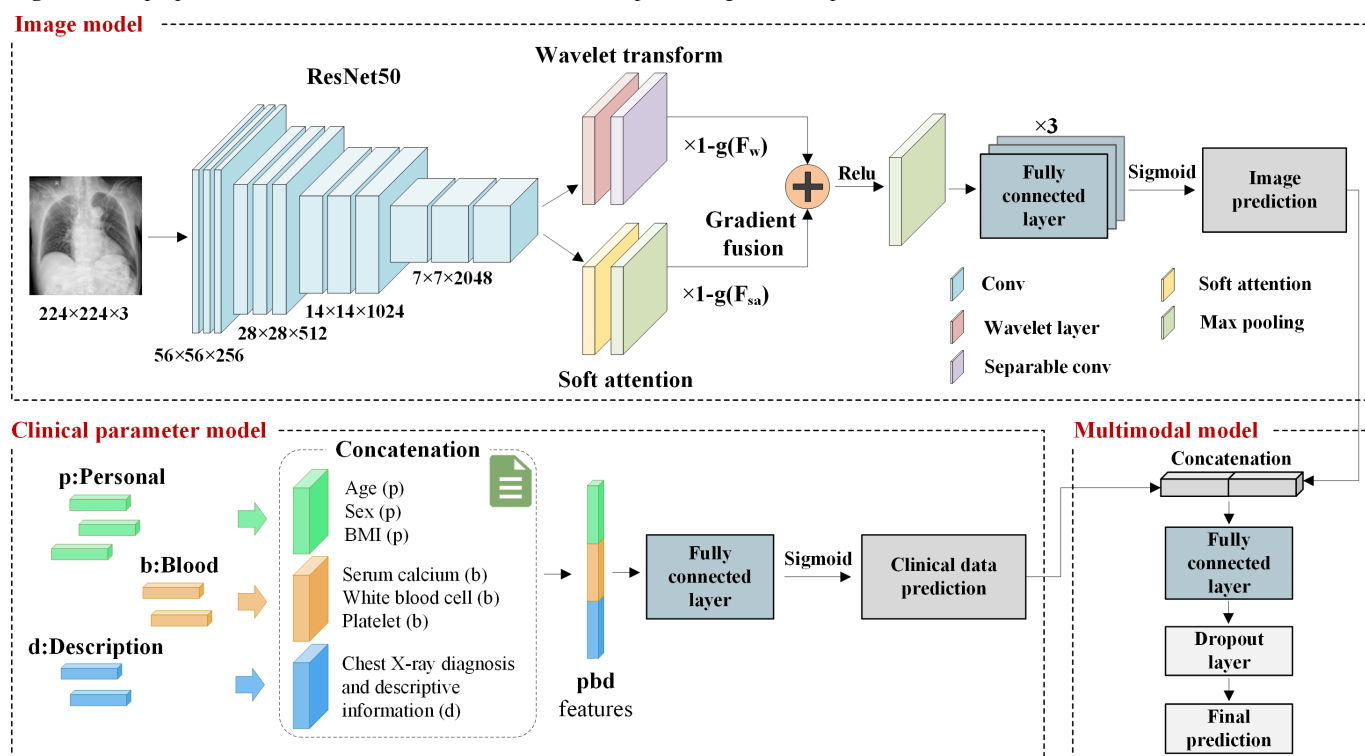 Image model
ResNet50
Wavelet transform
×1-g(F_w)
Gradient
fusion
×1-g(F_sa)
Soft attention
Relu
×3
Fully
connected
layer
Sigmoid
Image
prediction
224×224×3
56×56×256
28×28×512
14×14×1024
7×7×2048
Conv
Wavelet layer
Separable conv
Soft attention
Max pooling
Clinical parameter model
p:Personal
b:Blood
d:Description
Concatenation
Age (p)
Sex (p)
BMI (p)
Serum calcium (b)
White blood cell (b)
Platelet (b)
Chest X-ray diagnosis
and descriptive
information (d)
pbd
features
Fully
connected
layer
Sigmoid
Clinical data
prediction
Multimodal model
Concatenation
Fully
connected
layer
Dropout
layer
Final
prediction